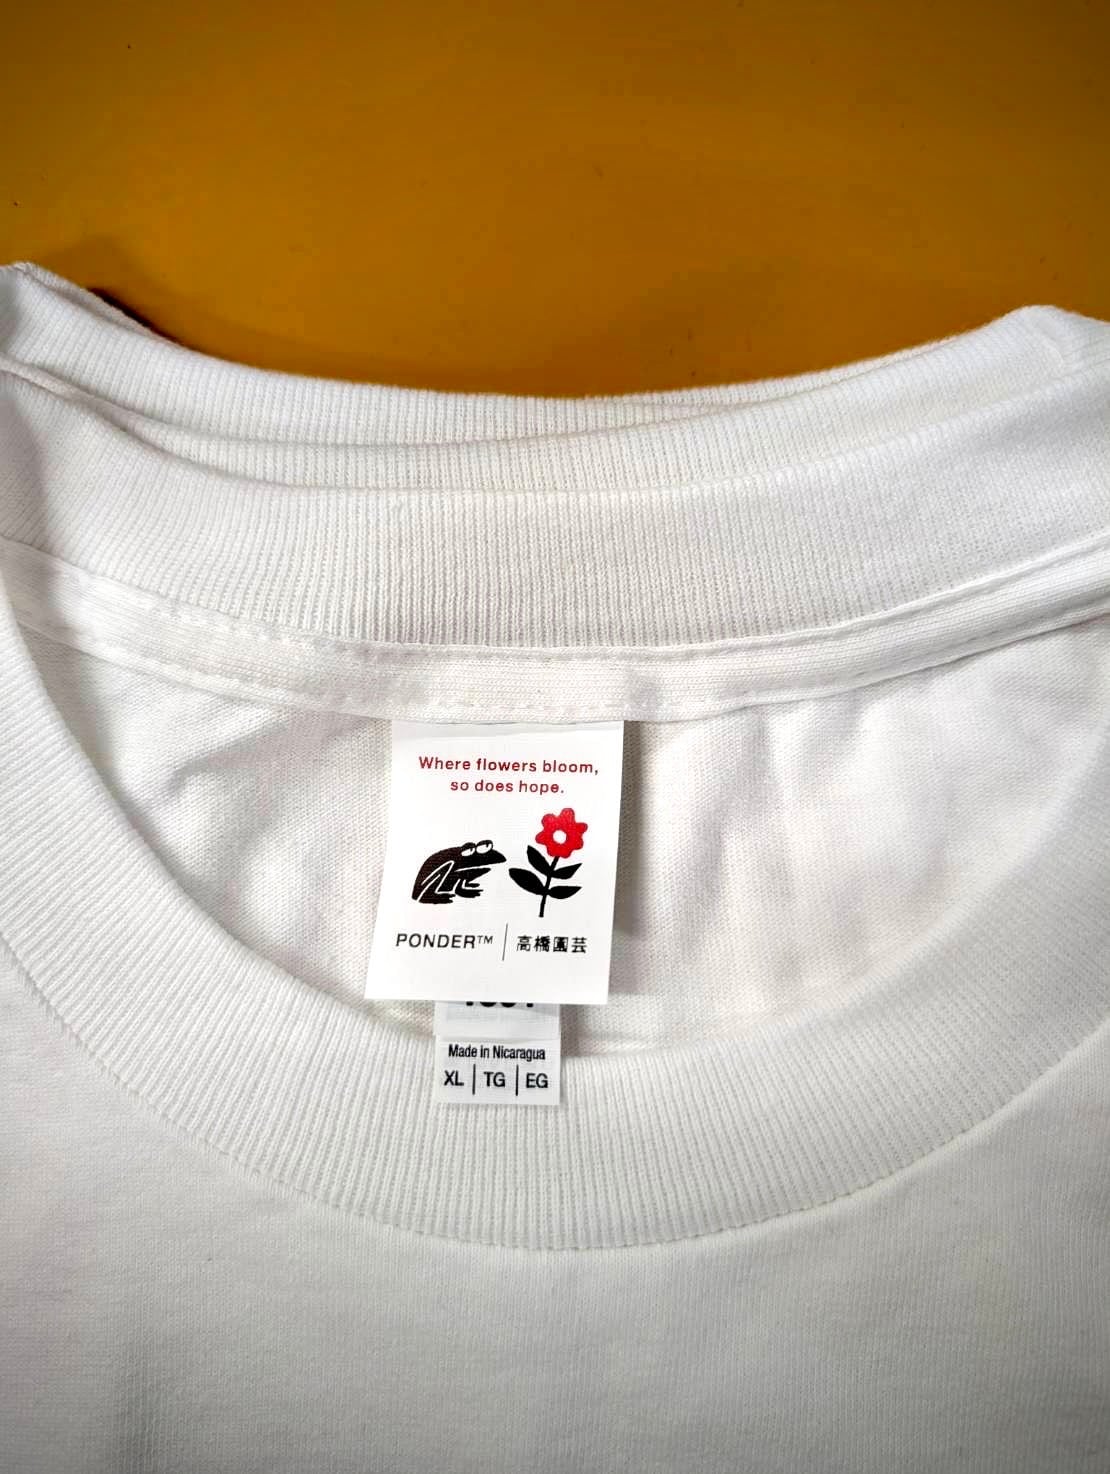 Where flowers bloom,
so does hope.
PONDER™ | 高橋園芸
Made in Nicaragua
XL | TG | EG